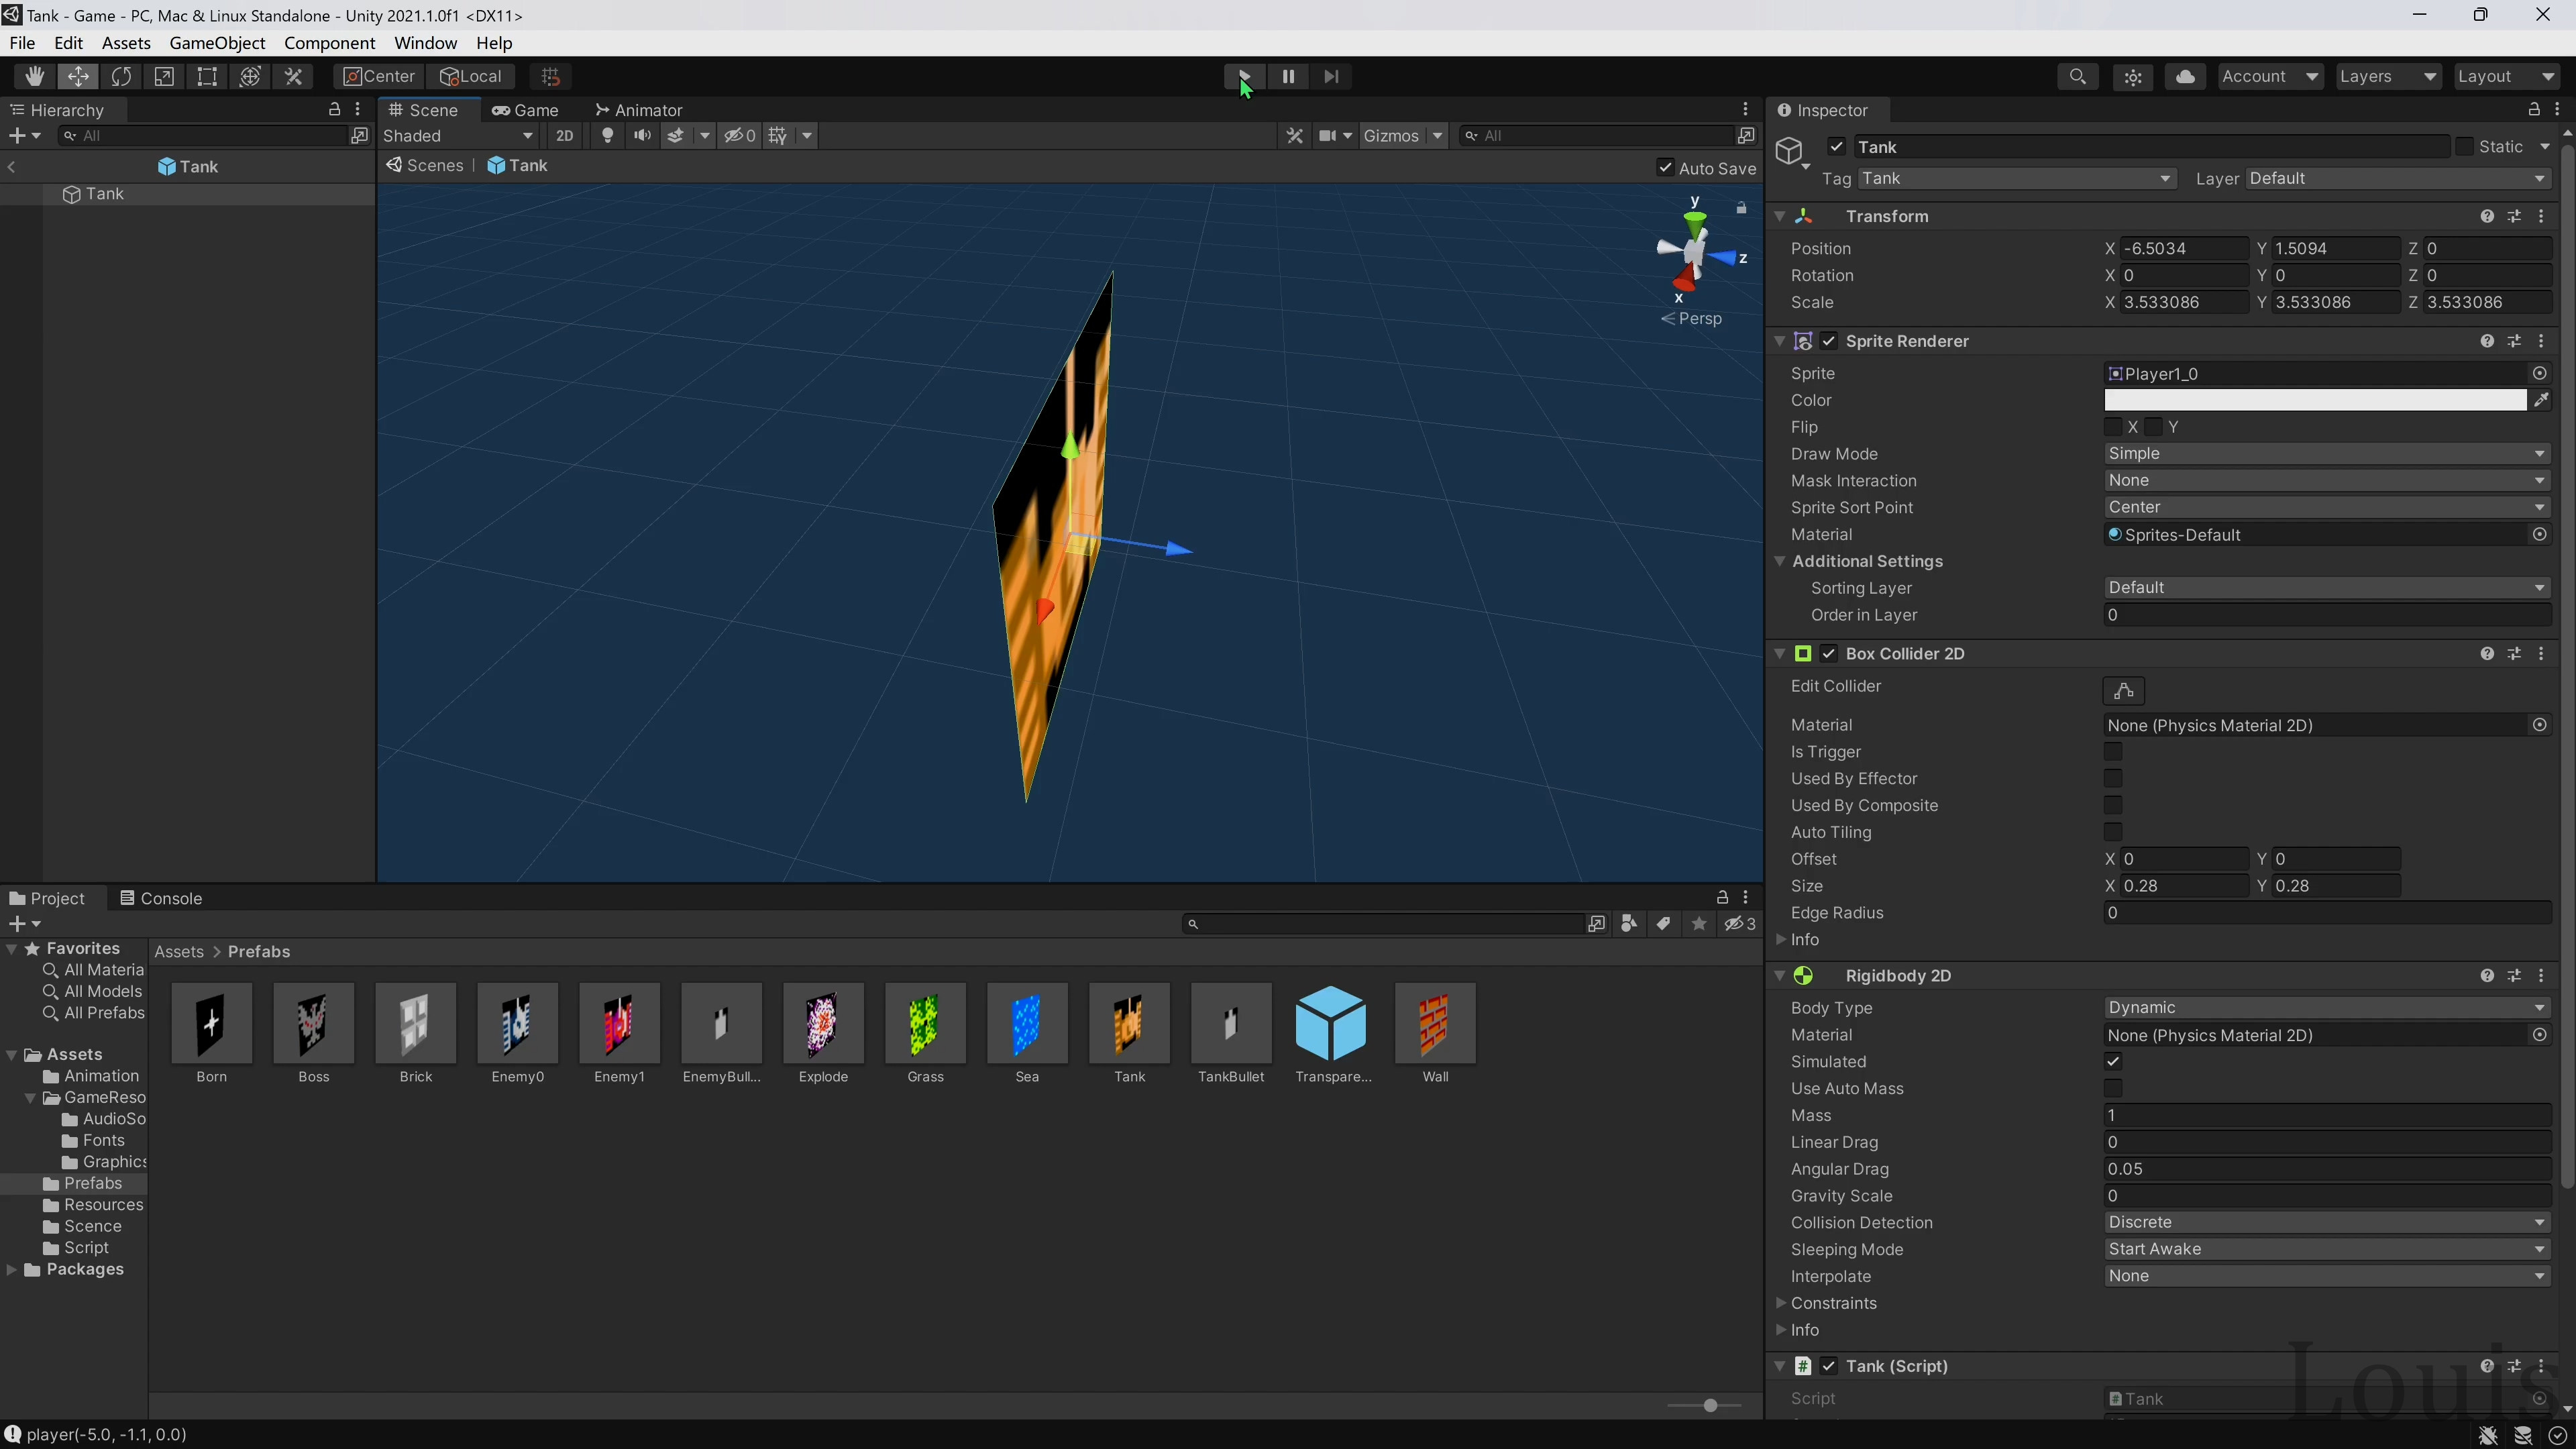 Tank - Game - PC, Mac & Linux Standalone - Unity 2021.1.0f1 <DX11>
File Edit Assets GameObject Component Window Help
Center Local Account Layers Layout
Hierarchy Scene Game Animator Inspector
All Shaded 2D 0 Gizmos All
Tank Static
Tag Tank Layer Default
Tank Scenes Tank Auto Save
Tank
y
z
x
Persp
Transform
Position X -6.5034 Y 1.5094 Z 0
Rotation X 0 Y 0 Z 0
Scale X 3.533086 Y 3.533086 Z 3.533086
Sprite Renderer
Sprite Player1_0
Color
Flip X Y
Draw Mode Simple
Mask Interaction None
Sprite Sort Point Center
Material Sprites-Default
Additional Settings
Sorting Layer Default
Order in Layer 0
Box Collider 2D
Edit Collider
Material None (Physics Material 2D)
Is Trigger
Used By Effector
Used By Composite
Auto Tiling
Offset X 0 Y 0
Size X 0.28 Y 0.28
Edge Radius 0
Info
Rigidbody 2D
Body Type Dynamic
Material None (Physics Material 2D)
Simulated
Use Auto Mass
Mass 1
Linear Drag 0
Angular Drag 0.05
Gravity Scale 0
Collision Detection Discrete
Sleeping Mode Start Awake
Interpolate None
Constraints
Info
Tank (Script)
Script Tank
Louis
Project Console
3
Favorites
All Materia
All Models
All Prefabs
Assets
Animation
GameReso
AudioSo
Fonts
Graphics
Prefabs
Resources
Scence
Script
Packages
Assets > Prefabs
Born Boss Brick Enemy0 Enemy1 EnemyBull... Explode Grass Sea Tank TankBullet Transpare... Wall
player(-5.0, -1.1, 0.0)